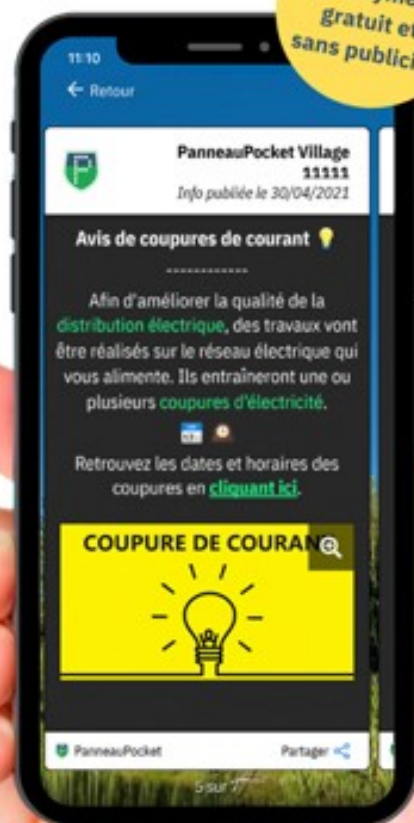 gratuit et
sans
11:10
← Retour
PanneauPocket Village
11111
Info publiée le 30/04/2021
Avis de coupures de courant
------------
Afin d'améliorer la qualité de la
distribution électrique, des travaux vont
être réalisés sur le réseau électrique qui
vous alimente. Ils entraîneront une ou
plusieurs coupures d'électricité.
Retrouvez les dates et horaires des
coupures en cliquant ici.
COUPURE DE
PanneauPocket
Partager
5 sur